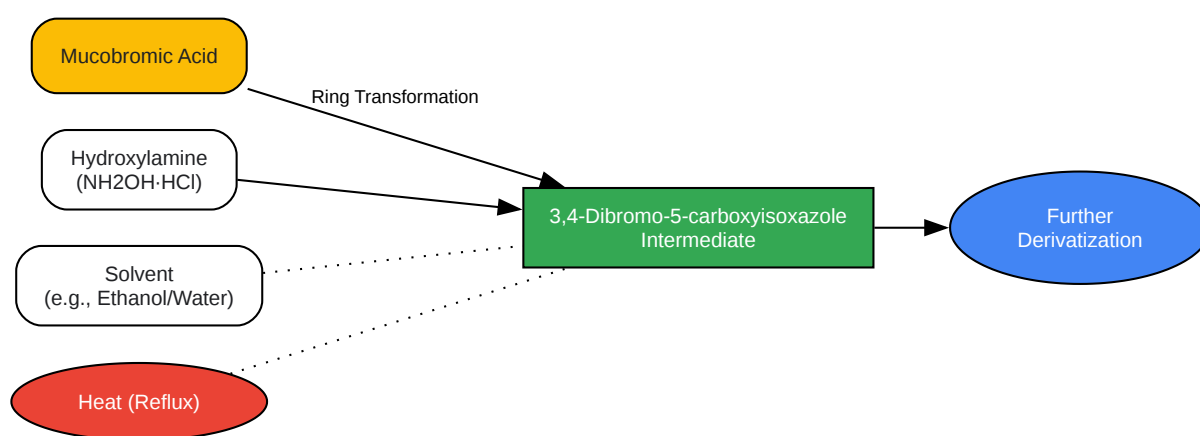 Mucobromic Acid
Ring Transformation
Hydroxylamine
(NH2OH·HCl)
3,4-Dibromo-5-carboxyisoxazole
Intermediate
Further
Derivatization
Solvent
(e.g., Ethanol/Water)
Heat (Reflux)